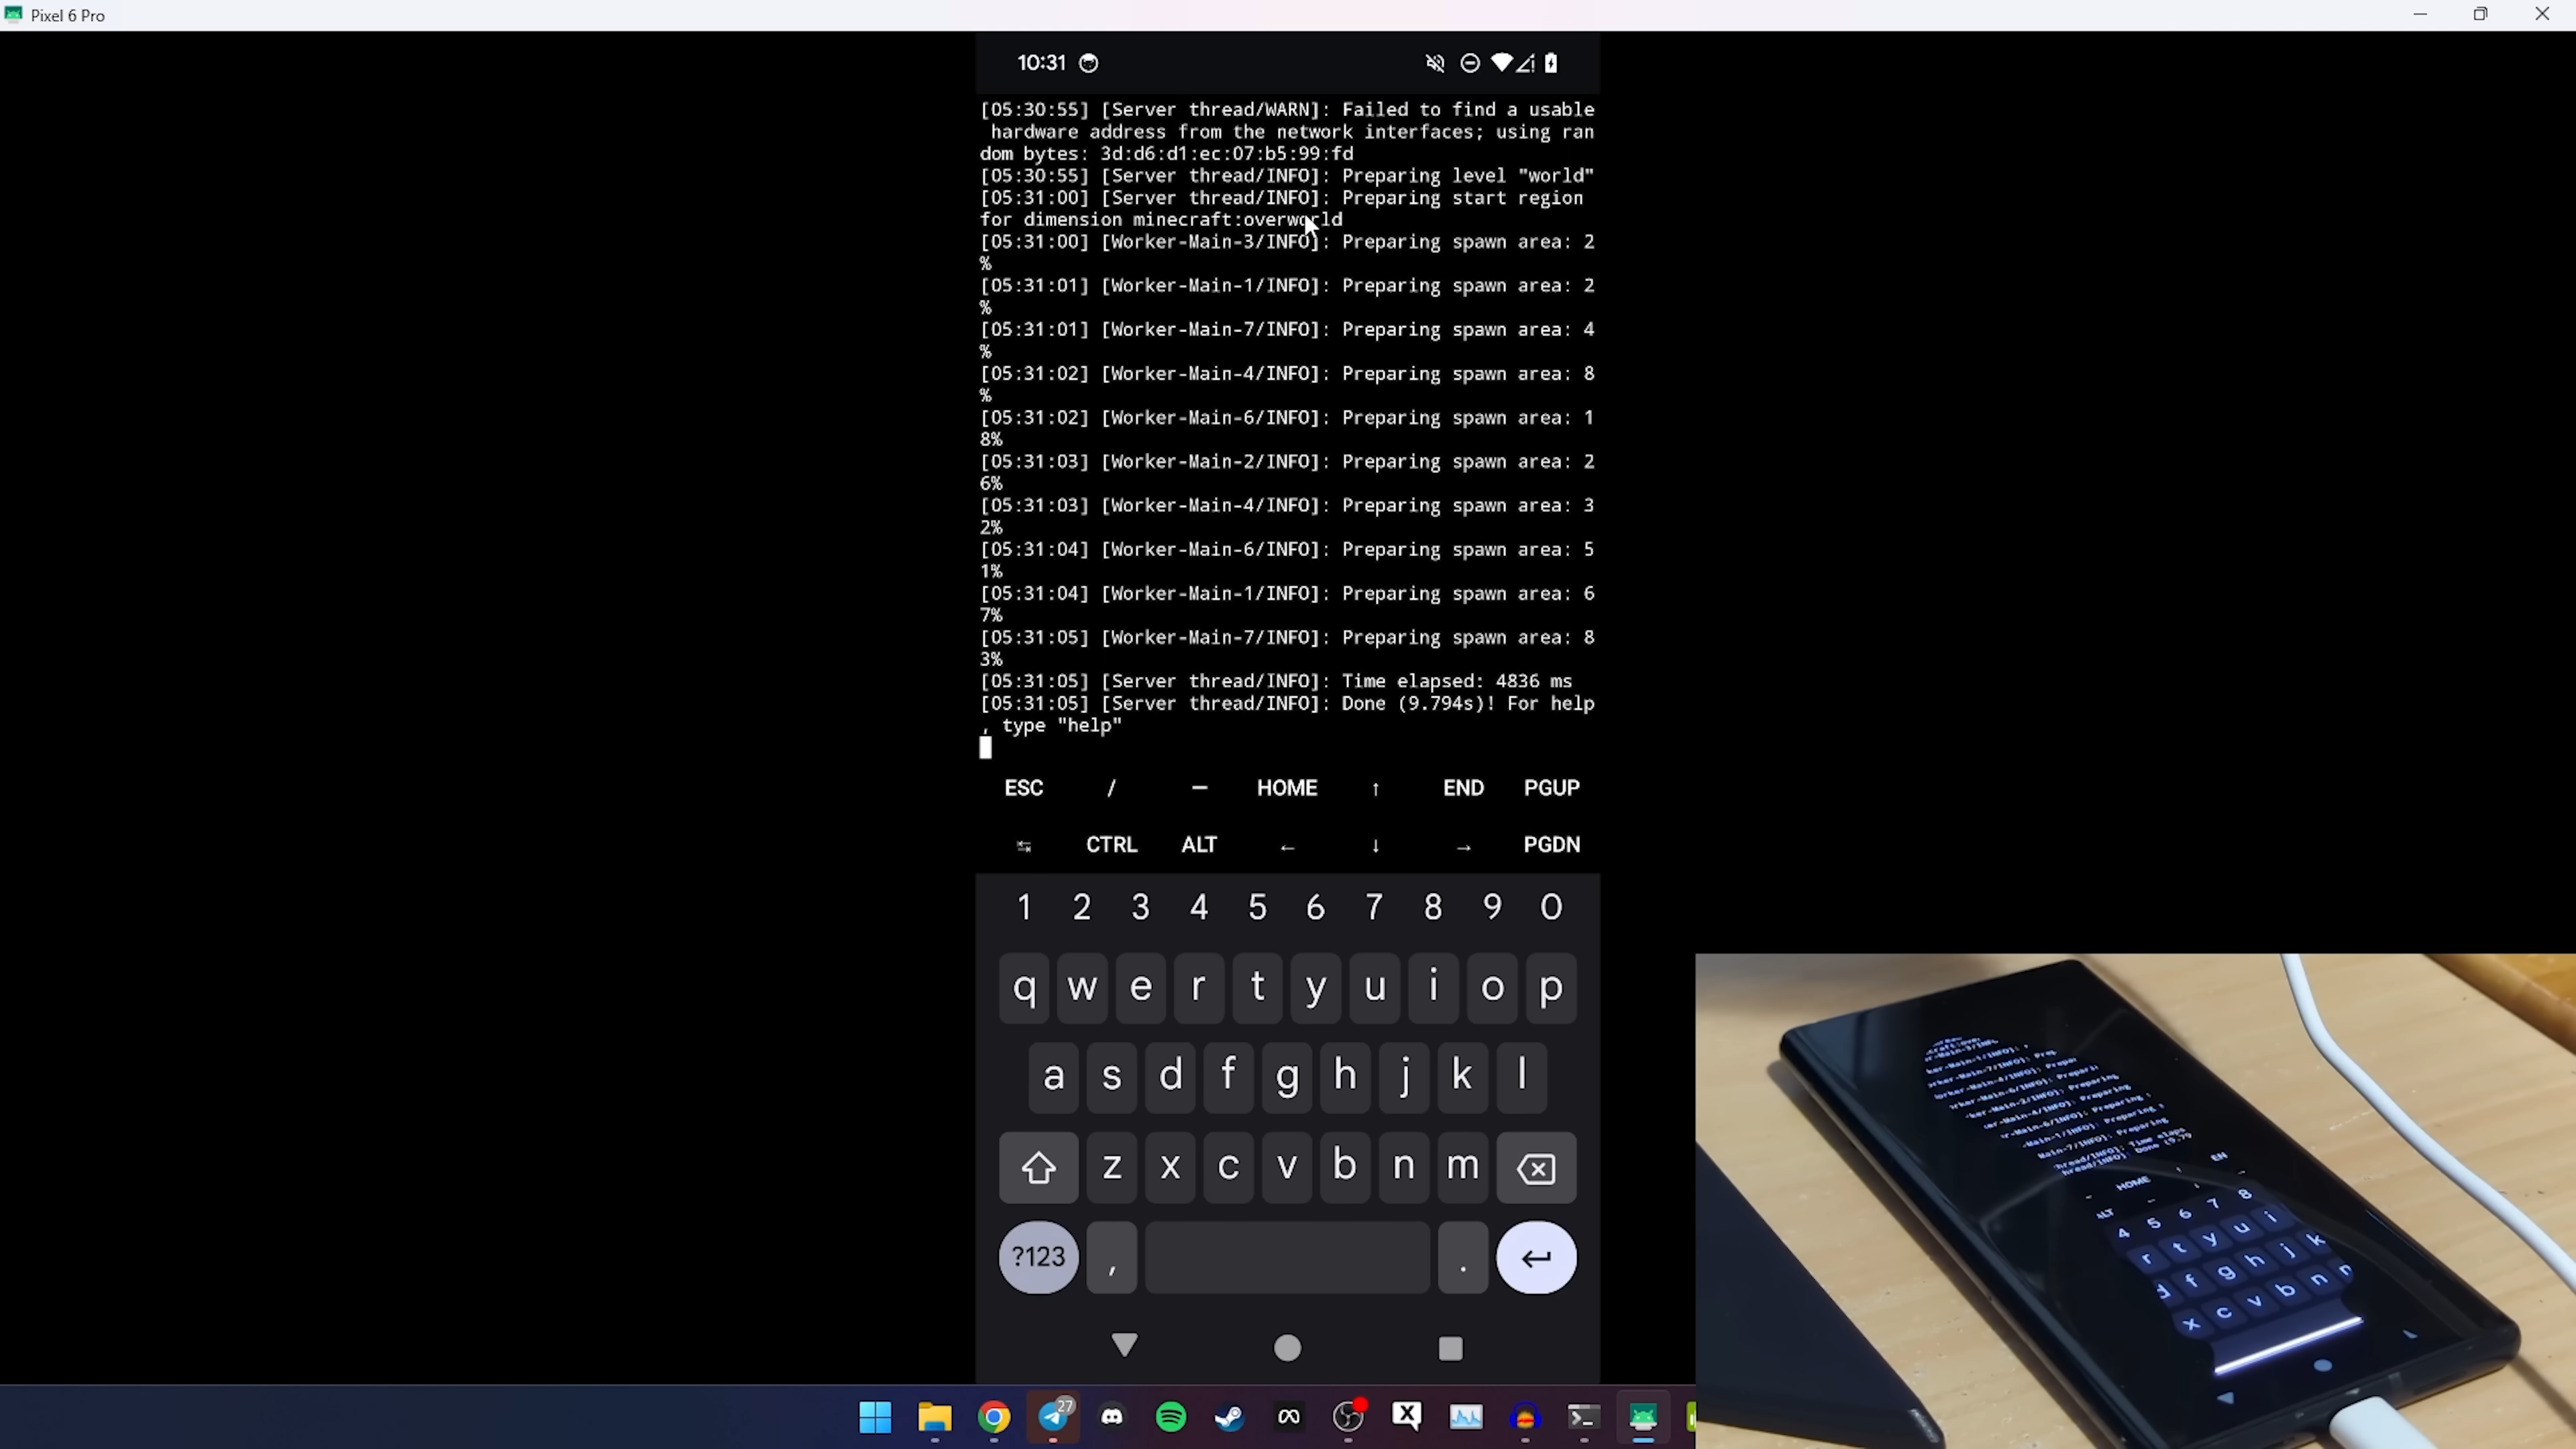 Pixel 6 Pro
10:31
[05:30:55] [Server thread/WARN]: Failed to find a usable
hardware address from the network interfaces; using ran
dom bytes: 3d:d6:d1:ec:07:b5:99:fd
[05:30:55] [Server thread/INFO]: Preparing level "world"
[05:31:00] [Server thread/INFO]: Preparing start region
for dimension minecraft:overworld
[05:31:00] [Worker-Main-3/INFO]: Preparing spawn area: 2
%
[05:31:01] [Worker-Main-1/INFO]: Preparing spawn area: 2
%
[05:31:01] [Worker-Main-7/INFO]: Preparing spawn area: 4
%
[05:31:02] [Worker-Main-4/INFO]: Preparing spawn area: 8
%
[05:31:02] [Worker-Main-6/INFO]: Preparing spawn area: 1
8%
[05:31:03] [Worker-Main-2/INFO]: Preparing spawn area: 2
6%
[05:31:03] [Worker-Main-4/INFO]: Preparing spawn area: 3
2%
[05:31:04] [Worker-Main-6/INFO]: Preparing spawn area: 5
1%
[05:31:04] [Worker-Main-1/INFO]: Preparing spawn area: 6
7%
[05:31:05] [Worker-Main-7/INFO]: Preparing spawn area: 8
3%
[05:31:05] [Server thread/INFO]: Time elapsed: 4836 ms
[05:31:05] [Server thread/INFO]: Done (9.794s)! For help
, type "help"
ESC / — HOME ↑ END PGUP
↹ CTRL ALT ← ↓ → PGDN
1 2 3 4 5 6 7 8 9 0
q w e r t y u i o p
a s d f g h j k l
z x c v b n m
?123 , .
27
HOME
ALT
4 5 6 7 8
r t y u i
f g h j k
x c v b n